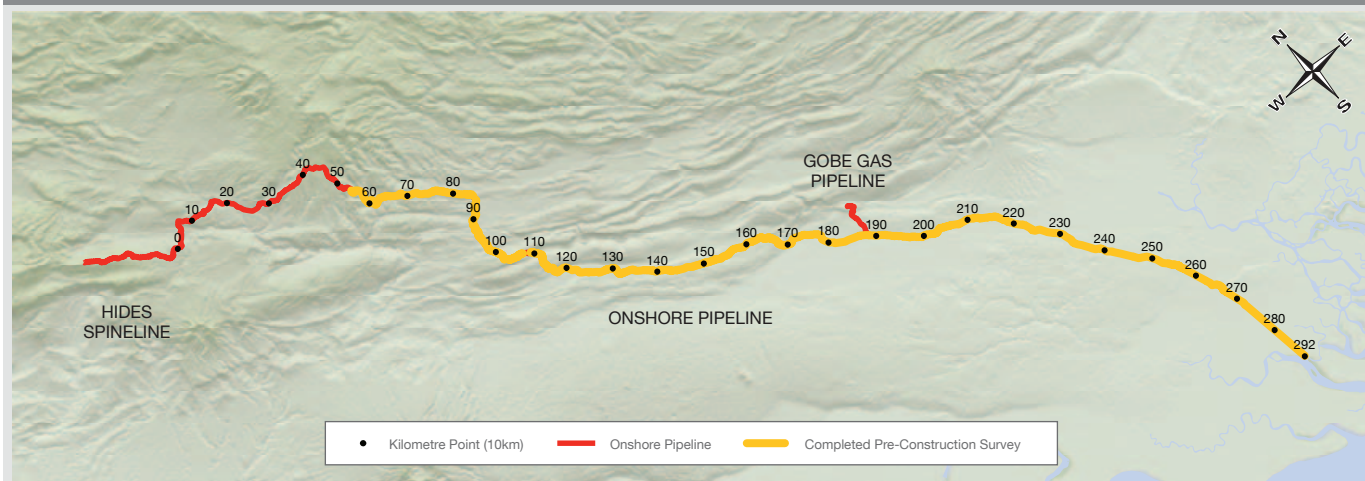 N
E
W
S
GOBE GAS
PIPELINE
0
10
20
30
40
50
60
70
80
90
100
110
120
130
140
150
160
170
180
190
200
210
220
230
240
250
260
270
280
292
HIDES
SPINELINE
ONSHORE PIPELINE
Kilometre Point (10km)
Onshore Pipeline
Completed Pre-Construction Survey